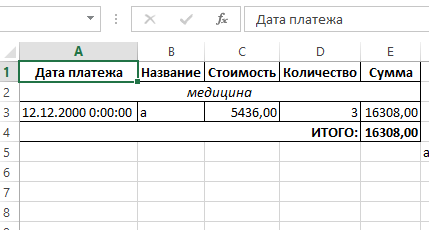 fx Дата платежа
A B C D E
1 Дата платежа Название Стоимость Количество Сумма
2 медицина
3 12.12.2000 0:00:00 а 5436,00 3 16308,00
4 ИТОГО: 16308,00
5 а
6
7
8